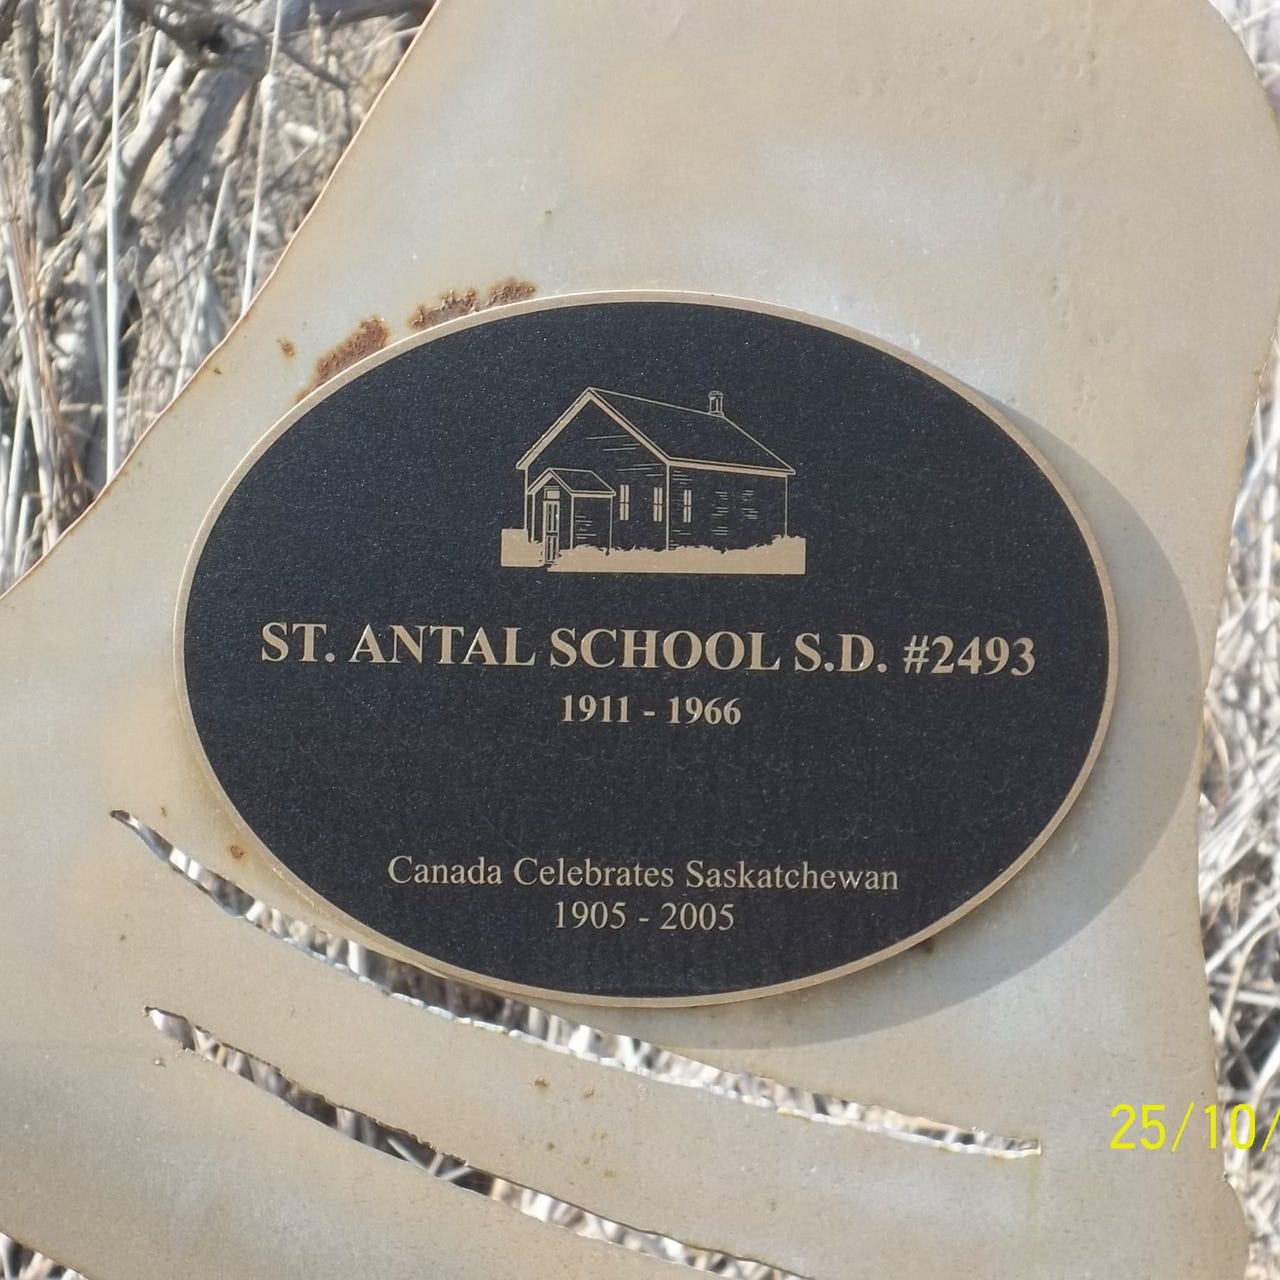 ST. ANTAL SCHOOL S.D. #2493
1911 - 1966
Canada Celebrates Saskatchewan
1905 - 2005
25/10/